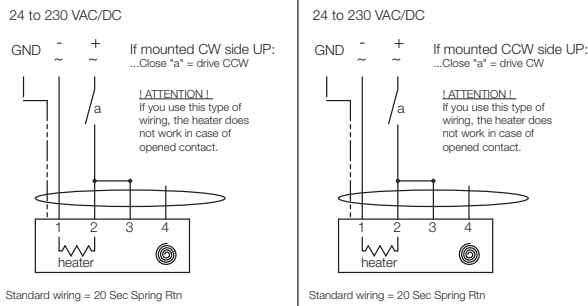 24 to 230 VAC/DC
GND - +
~ ~
If mounted CW side UP:
...Close "a" = drive CCW
! ATTENTION !
If you use this type of
wiring, the heater does
not work in case of
opened contact.
a
1 2 3 4
heater
Standard wiring = 20 Sec Spring Rtn
24 to 230 VAC/DC
GND - +
~ ~
If mounted CCW side UP:
...Close "a" = drive CW
! ATTENTION !
If you use this type of
wiring, the heater does
not work in case of
opened contact.
a
1 2 3 4
heater
Standard wiring = 20 Sec Spring Rtn